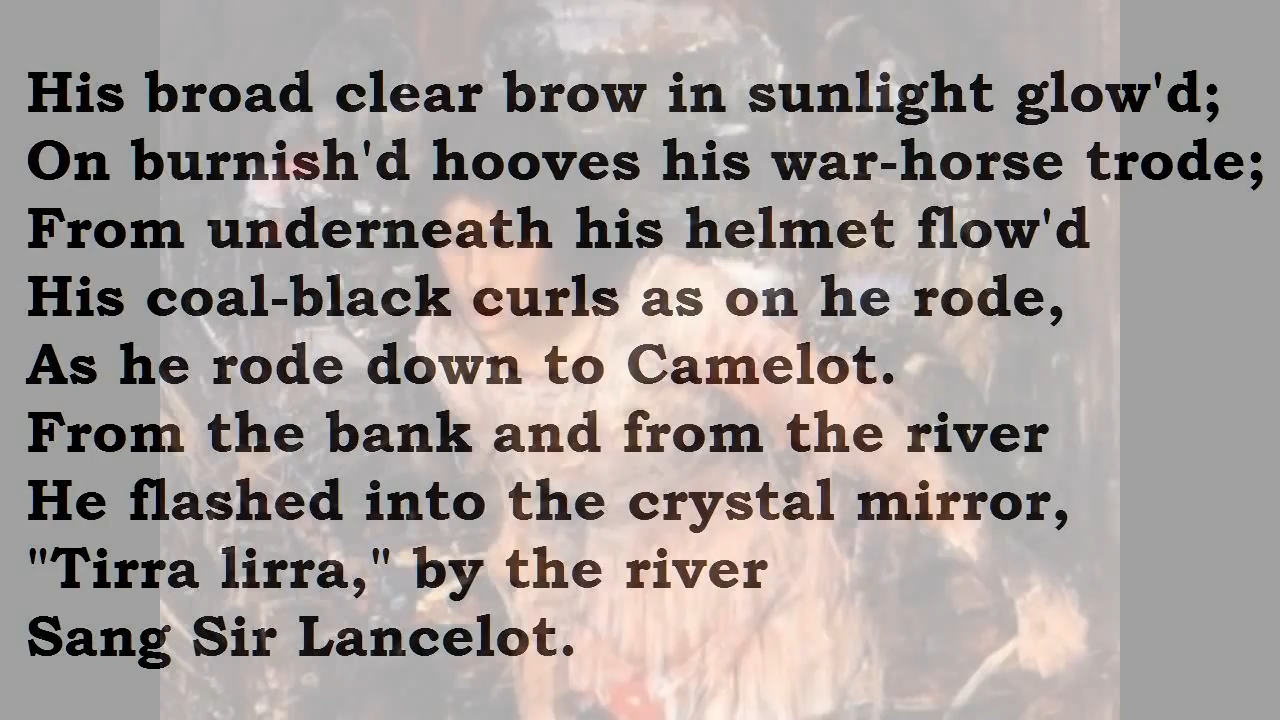 His broad clear brow in sunlight glow'd;
On burnish'd hooves his war-horse trode;
From underneath his helmet flow'd
His coal-black curls as on he rode,
As he rode down to Camelot.
From the bank and from the river
He flashed into the crystal mirror,
"Tirra lirra," by the river
Sang Sir Lancelot.